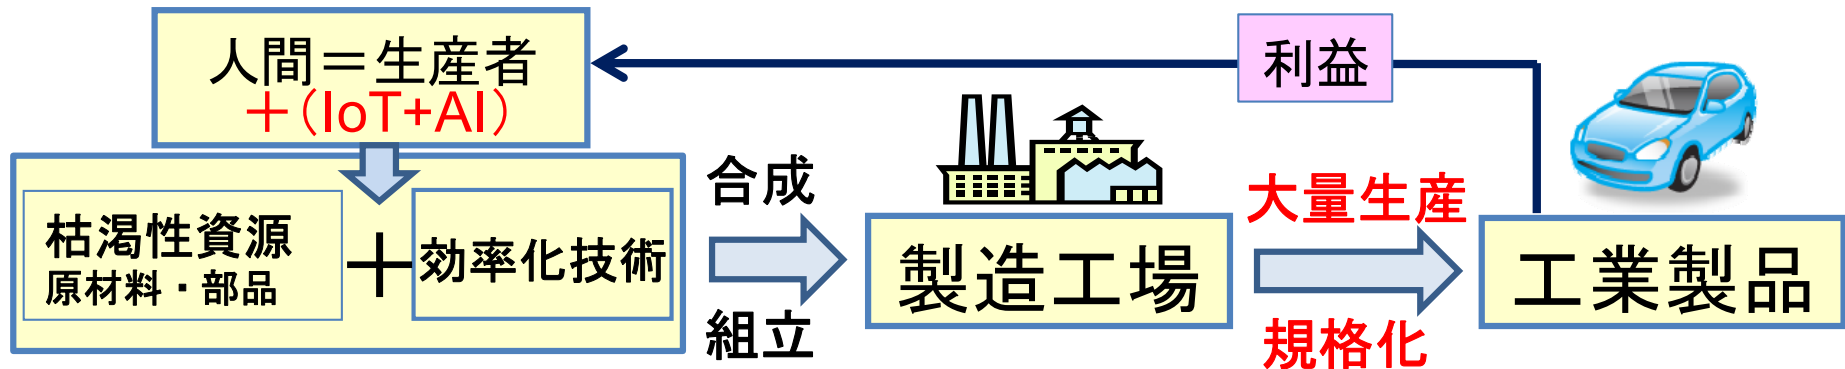 人間＝生産者
＋（IoT+AI）
利益
枯渇性資源
原材料・部品
＋
効率化技術
合成
組立
製造工場
大量生産
規格化
工業製品